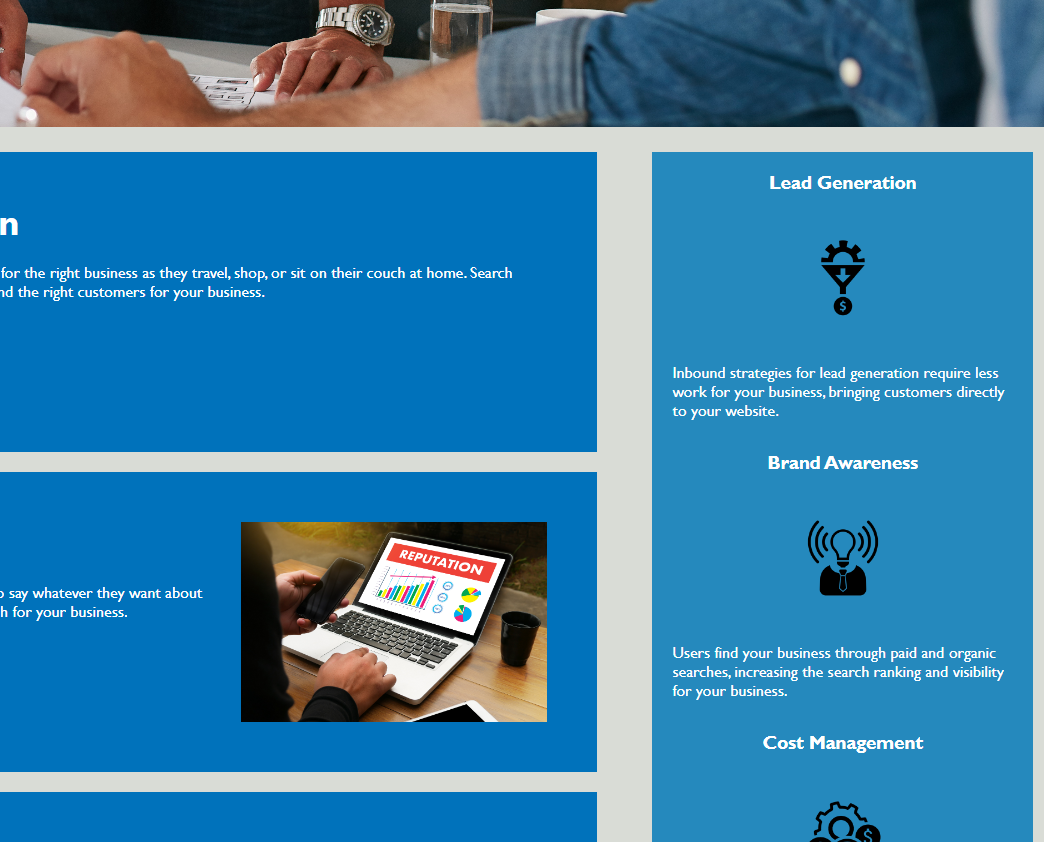 n
for the right business as they travel, shop, or sit on their couch at home. Search
nd the right customers for your business.
say whatever they want about
h for your business.
REPUTATION
Lead Generation
$
Inbound strategies for lead generation require less
work for your business, bringing customers directly
to your website.
Brand Awareness
Users find your business through paid and organic
searches, increasing the search ranking and visibility
for your business.
Cost Management
$